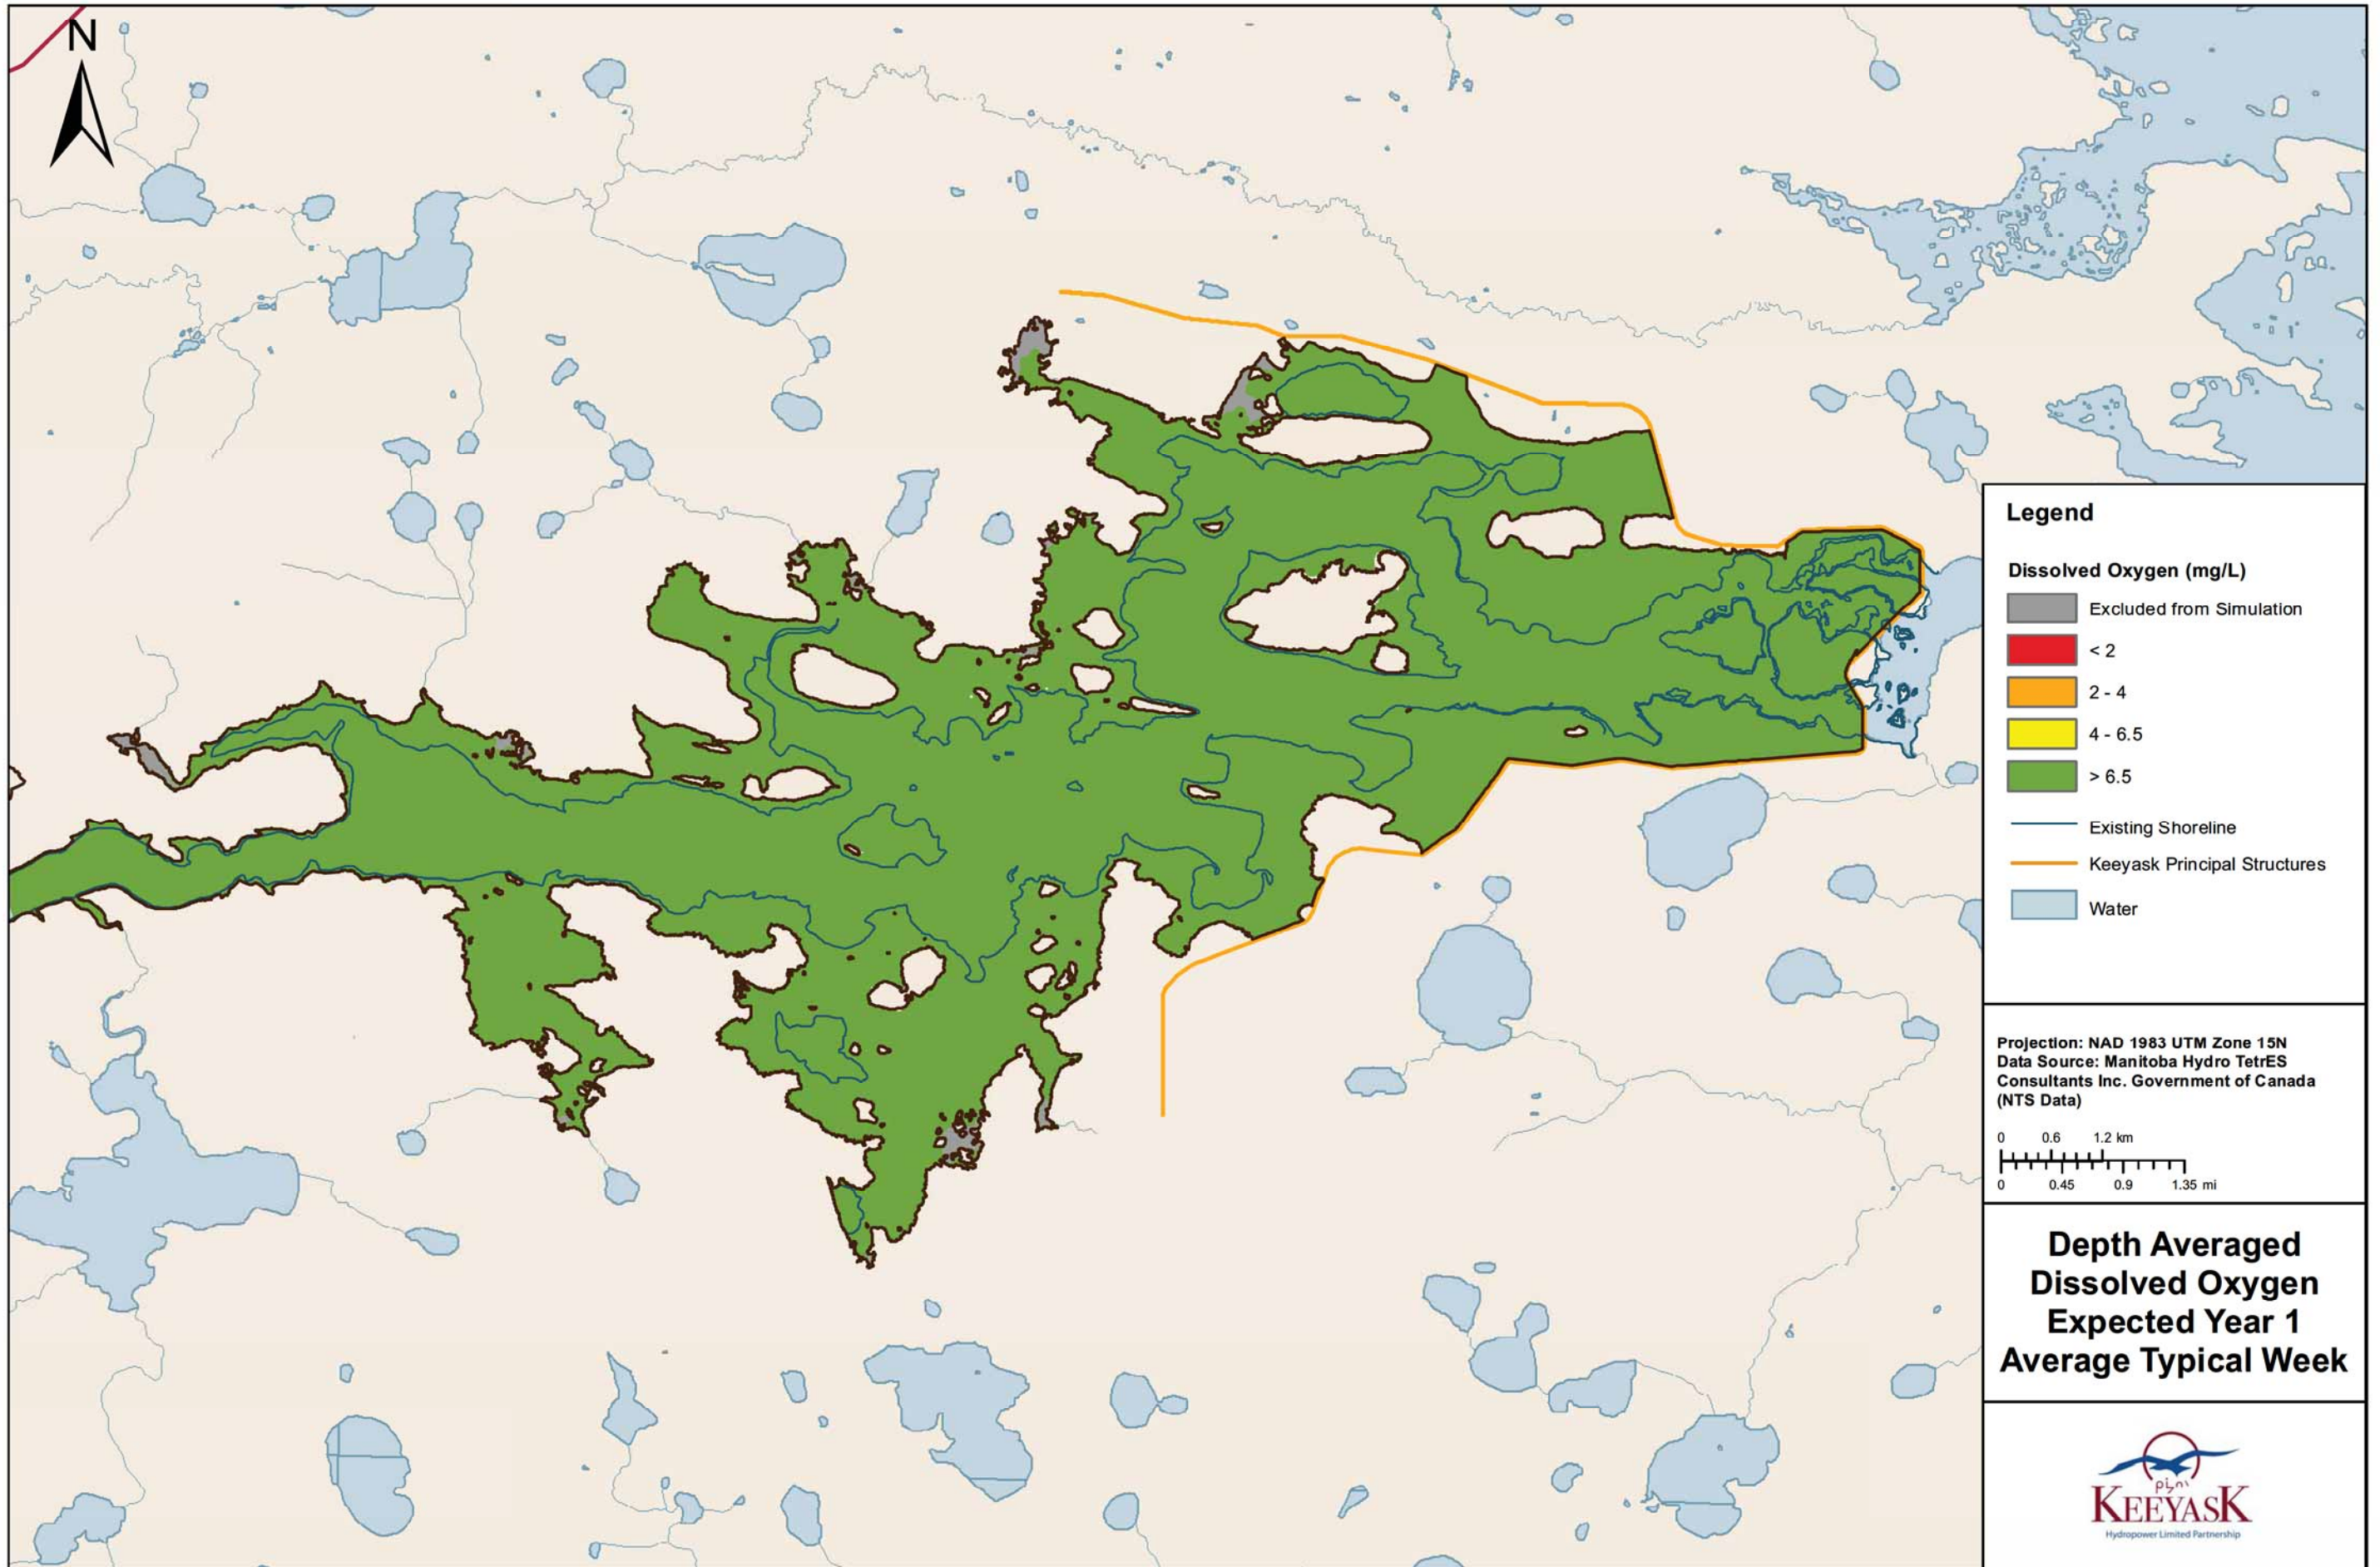 N
Legend
Dissolved Oxygen (mg/L)
Excluded from Simulation
< 2
2 - 4
4 - 6.5
> 6.5
Existing Shoreline
Keeyask Principal Structures
Water
Projection: NAD 1983 UTM Zone 15N
Data Source: Manitoba Hydro TetrES
Consultants Inc. Government of Canada
(NTS Data)
0 0.6 1.2 km
0 0.45 0.9 1.35 mi
Depth Averaged
Dissolved Oxygen
Expected Year 1
Average Typical Week
KEEYASK
Hydropower Limited Partnership